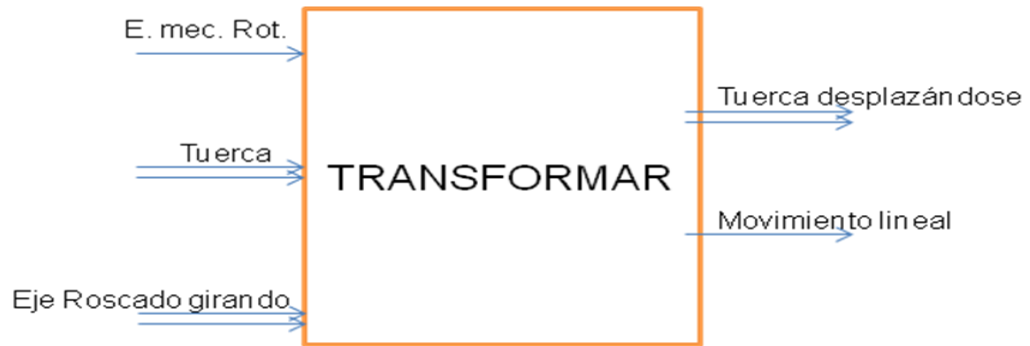 E. mec. Rot.
Tuerca desplazándose
Tuerca
TRANSFORMAR
Movimiento lineal
Eje Roscado girando